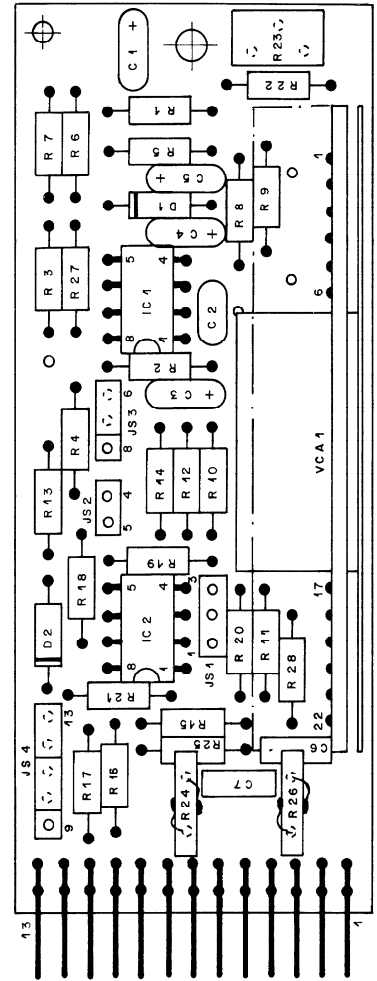 C1 +
R23
R22
R1
R7
R6
R5
C5 +
1
D1
R8
R9
C4 +
5
4
R3
R27
IC1
C2
6
8
1
R2
6
C3 +
JS3
8
R4
VCA1
R13
JS2
4
5
R14
R12
R10
R19
5
4
3
17
R18
IC2
D2
8
1
1
JS1
R20
R11
R28
R21
22
13
JS4
R15
R25
C6
R17
R16
R24
C7
R26
9
13
1